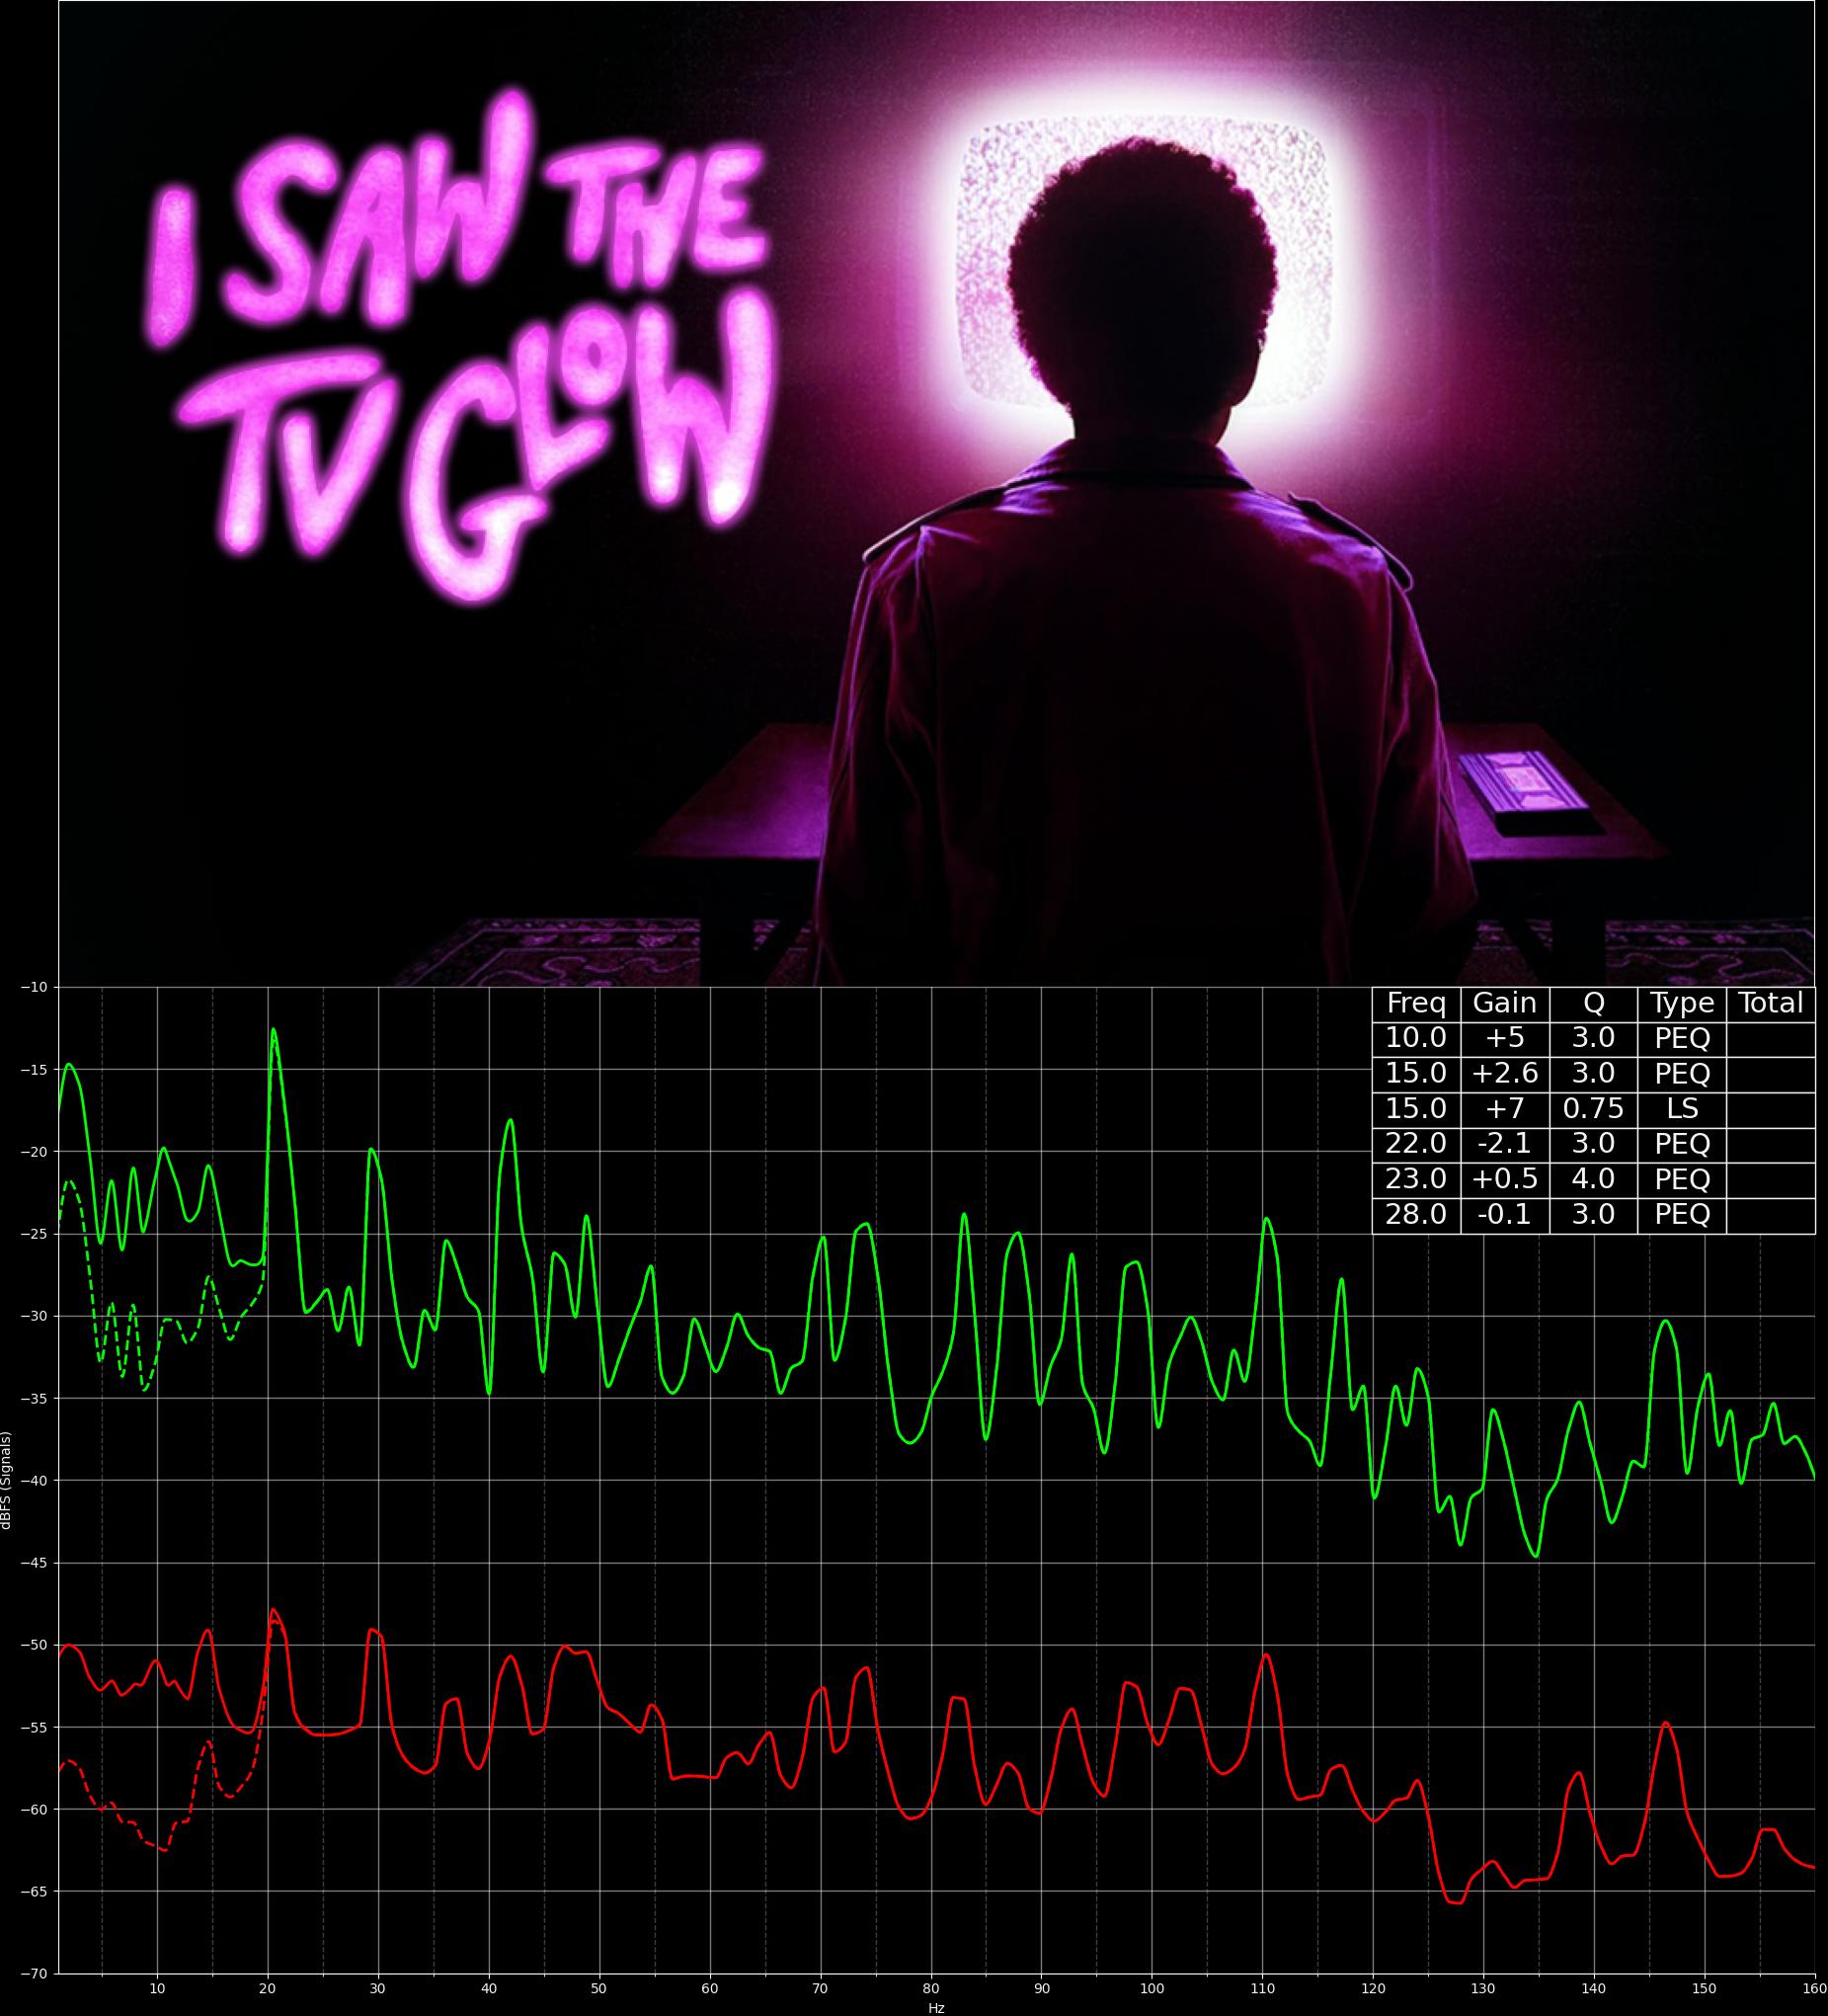 I SAW THE
TV GLOW
Freq Gain Q Type Total
10.0 +5 3.0 PEQ
15.0 +2.6 3.0 PEQ
15.0 +7 0.75 LS
22.0 -2.1 3.0 PEQ
23.0 +0.5 4.0 PEQ
28.0 -0.1 3.0 PEQ
−10
−15
−20
−25
−30
−35
−40
−45
−50
−55
−60
−65
−70
dBFS (Signals)
10 20 30 40 50 60 70 80 90 100 110 120 130 140 150 160
Hz